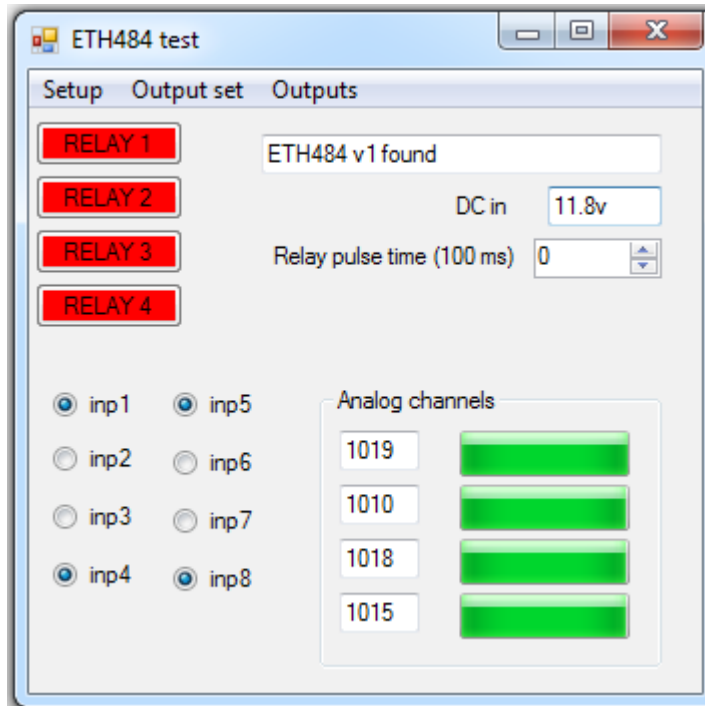 ETH484 test
Setup Output set Outputs
RELAY 1
ETH484 v1 found
RELAY 2
DC in 11.8v
RELAY 3
Relay pulse time (100 ms) 0
RELAY 4
inp1 inp5
inp2 inp6
inp3 inp7
inp4 inp8
Analog channels
1019
1010
1018
1015